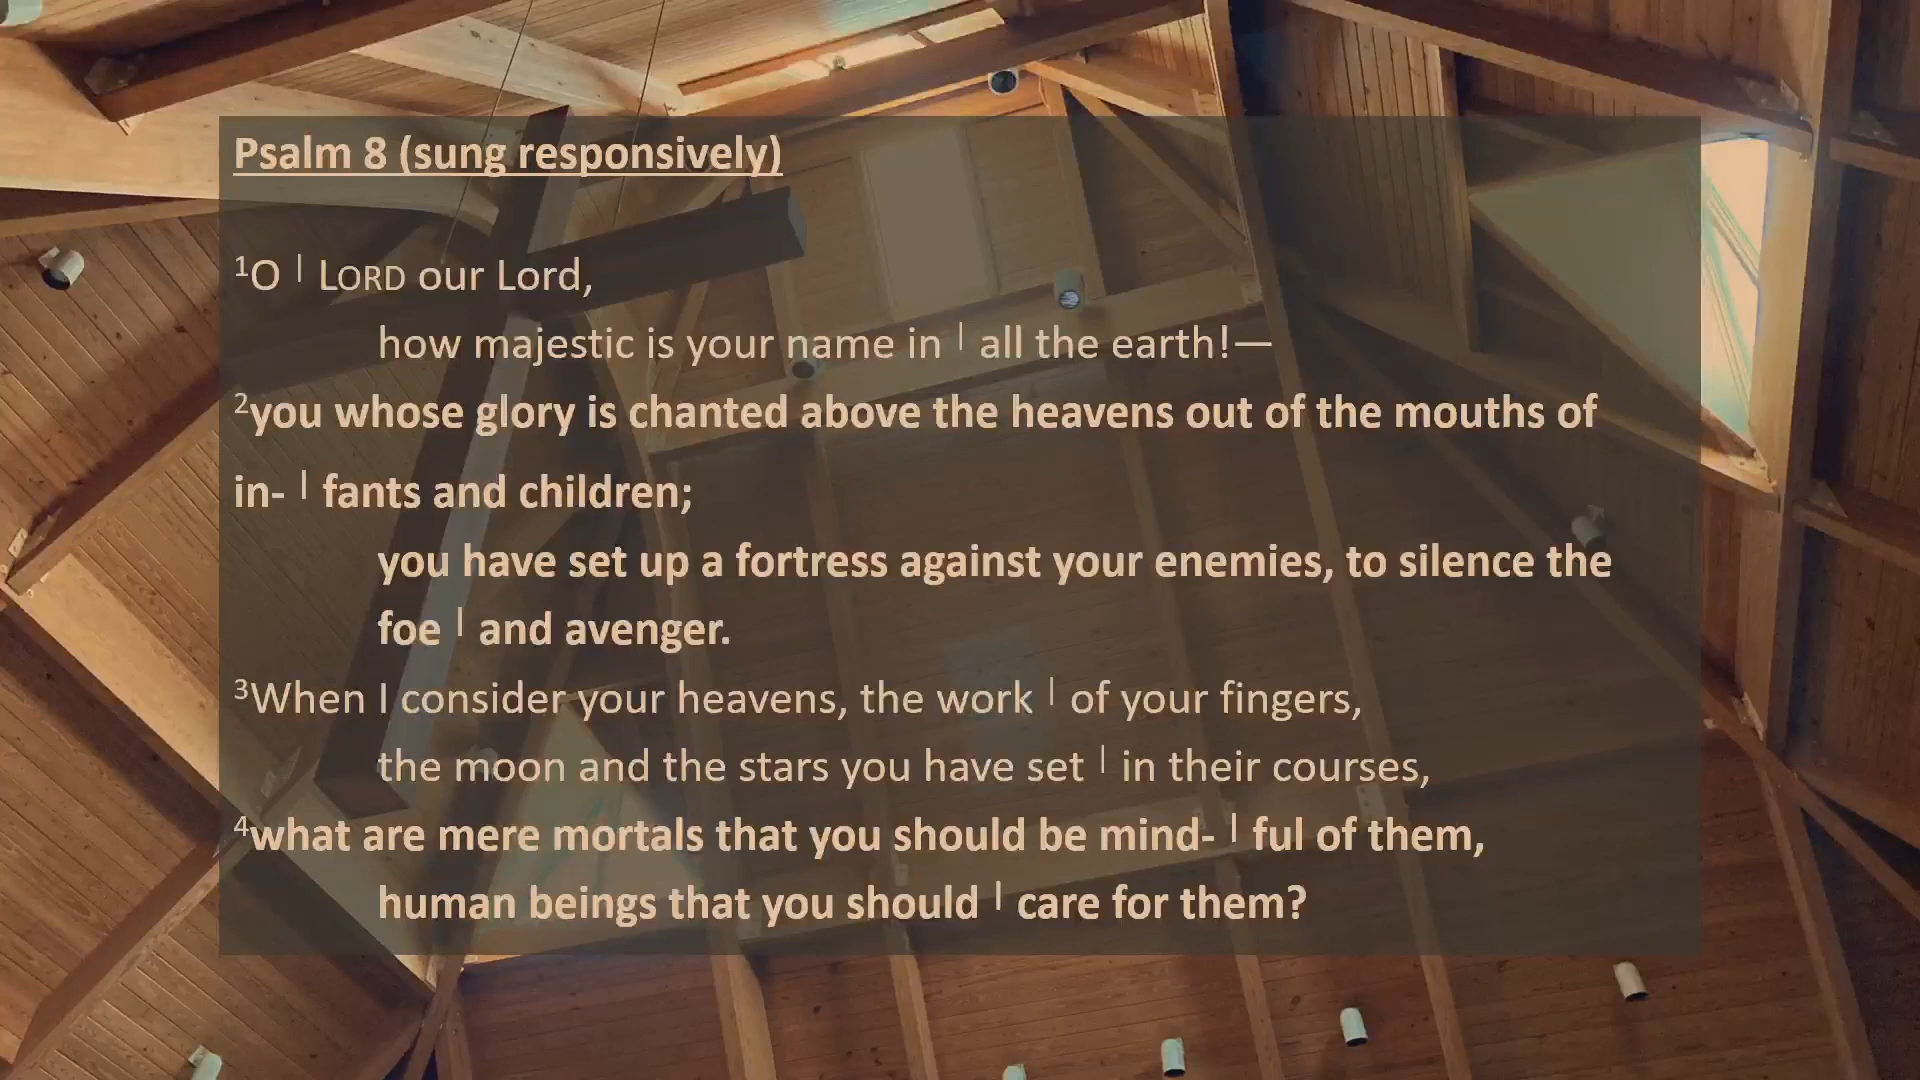 Psalm 8 (sung responsively)
¹O | LORD our Lord,
how majestic is your name in | all the earth!—
²you whose glory is chanted above the heavens out of the mouths of
in- | fants and children;
you have set up a fortress against your enemies, to silence the
foe | and avenger.
³When I consider your heavens, the work | of your fingers,
the moon and the stars you have set | in their courses,
⁴what are mere mortals that you should be mind- | ful of them,
human beings that you should | care for them?